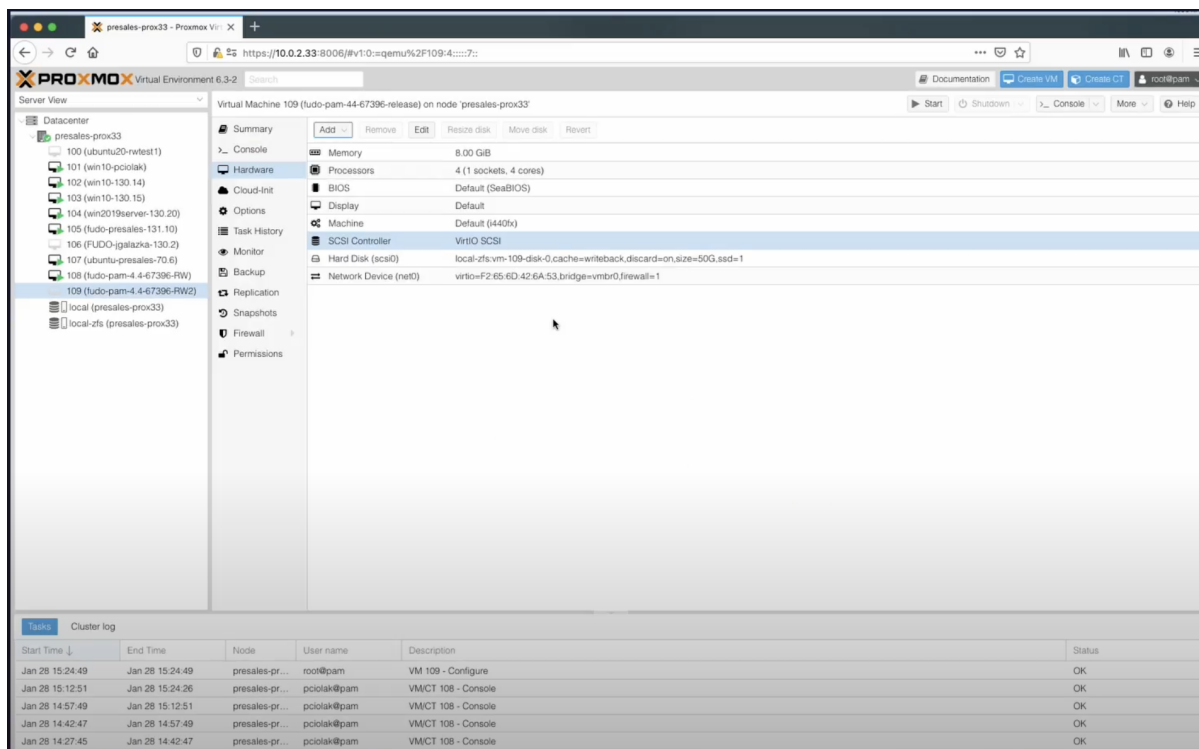 presales-prox33 - Proxmox Vir
https://10.0.2.33:8006/#v1:0:=qemu%2F109:4:::::7::
PROXMOX Virtual Environment 6.3-2 Search
Documentation Create VM Create CT root@pam
Server View
Virtual Machine 109 (fudo-pam-44-67396-release) on node 'presales-prox33'
Start Shutdown Console More Help
Datacenter
presales-prox33
100 (ubuntu20-rwtest1)
101 (win10-pciolak)
102 (win10-130.14)
103 (win10-130.15)
104 (win2019server-130.20)
105 (fudo-presales-131.10)
106 (FUDO-jgalazka-130.2)
107 (ubuntu-presales-70.6)
108 (fudo-pam-4.4-67396-RW)
109 (fudo-pam-4.4-67396-RW2)
local (presales-prox33)
local-zfs (presales-prox33)
Summary
Console
Hardware
Cloud-Init
Options
Task History
Monitor
Backup
Replication
Snapshots
Firewall
Permissions
Add Remove Edit Resize disk Move disk Revert
Memory 8.00 GiB
Processors 4 (1 sockets, 4 cores)
BIOS Default (SeaBIOS)
Display Default
Machine Default (i440fx)
SCSI Controller VirtIO SCSI
Hard Disk (scsi0) local-zfs:vm-109-disk-0,cache=writeback,discard=on,size=50G,ssd=1
Network Device (net0) virtio=F2:65:6D:42:6A:53,bridge=vmbr0,firewall=1
Tasks Cluster log
Start Time End Time Node User name Description Status
Jan 28 15:24:49 Jan 28 15:24:49 presales-pr... root@pam VM 109 - Configure OK
Jan 28 15:12:51 Jan 28 15:24:26 presales-pr... pciolak@pam VM/CT 108 - Console OK
Jan 28 14:57:49 Jan 28 15:12:51 presales-pr... pciolak@pam VM/CT 108 - Console OK
Jan 28 14:42:47 Jan 28 14:57:49 presales-pr... pciolak@pam VM/CT 108 - Console OK
Jan 28 14:27:45 Jan 28 14:42:47 presales-pr... pciolak@pam VM/CT 108 - Console OK